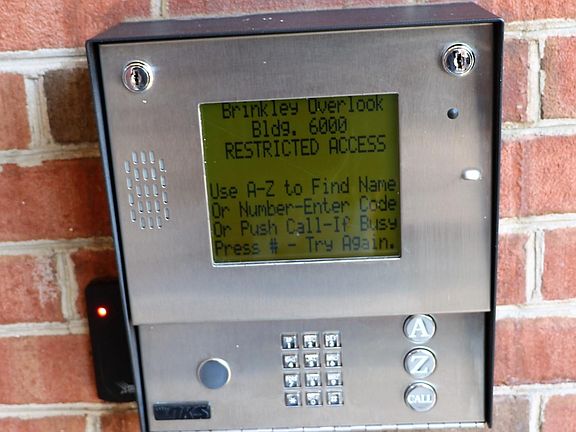 Brinkley Overlook
Bldg. 6000
RESTRICTED ACCESS
Use A-Z to Find Name
Or Number-Enter Code
Or Push Call-If Busy
Press # - Try Again.
A
Z
CALL
DKS